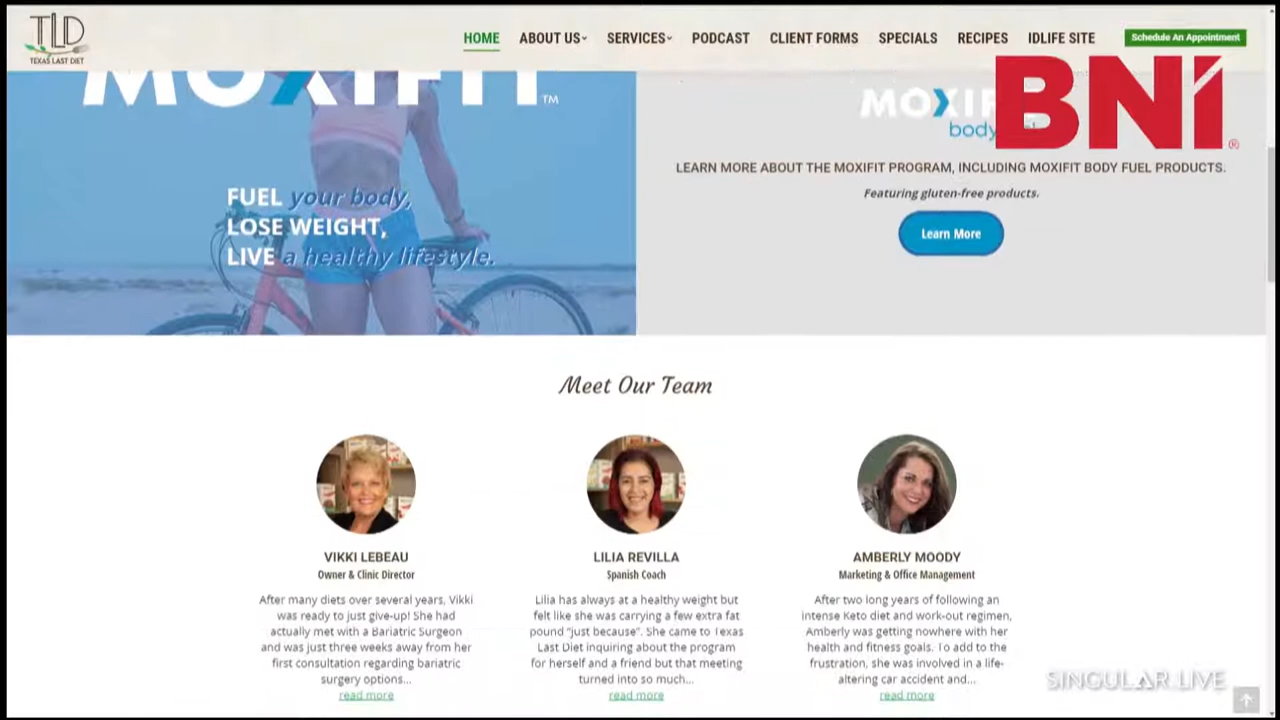 TLD
TEXAS LAST DIET
HOME ABOUT US SERVICES PODCAST CLIENT FORMS SPECIALS RECIPES IDLIFE SITE Schedule An Appointment
MOXIFIT™
FUEL your body,
LOSE WEIGHT,
LIVE a healthy lifestyle.
BNI®
MOXIF
body
LEARN MORE ABOUT THE MOXIFIT PROGRAM, INCLUDING MOXIFIT BODY FUEL PRODUCTS.
Featuring gluten-free products.
Learn More
Meet Our Team
VIKKI LEBEAU
Owner & Clinic Director
After many diets over several years, Vikki
was ready to just give-up! She had
actually met with a Bariatric Surgeon
and was just three weeks away from her
first consultation regarding bariatric
surgery options...
read more
LILIA REVILLA
Spanish Coach
Lilia has always at a healthy weight but
felt like she was carrying a few extra fat
pound "just because". She came to Texas
Last Diet inquiring about the program
for herself and a friend but that meeting
turned into so much...
read more
AMBERLY MOODY
Marketing & Office Management
After two long years of following an
intense Keto diet and work-out regimen,
Amberly was getting nowhere with her
health and fitness goals. To add to the
frustration, she was involved in a life-
altering car accident and...
read more
SINGULAR.LIVE